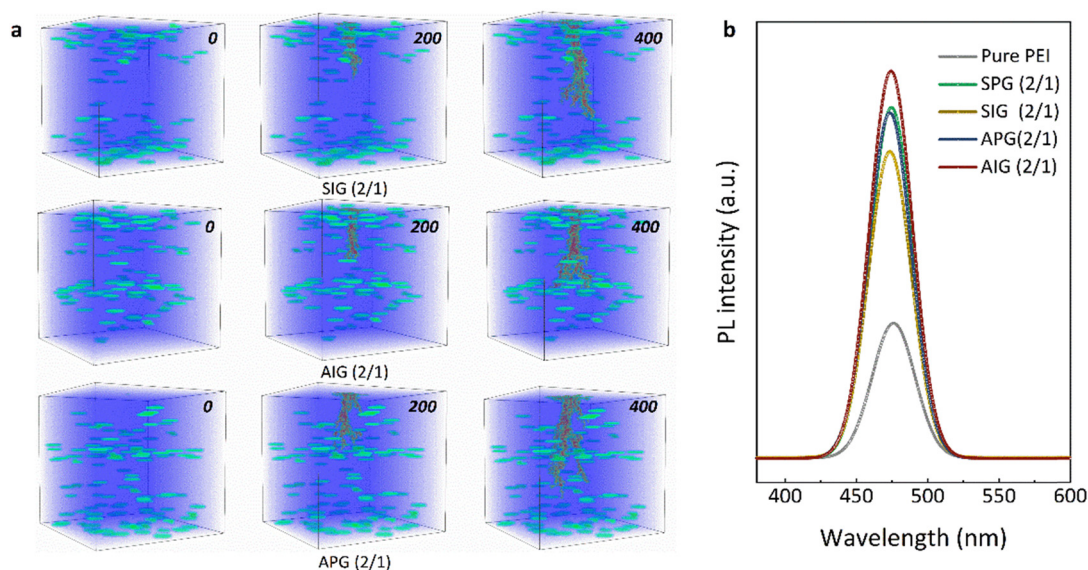 a
0
200
400
SIG (2/1)
0
200
400
AIG (2/1)
0
200
400
APG (2/1)
b
Pure PEI
SPG (2/1)
SIG (2/1)
APG(2/1)
AIG (2/1)
PL intensity (a.u.)
400 450 500 550 600
Wavelength (nm)